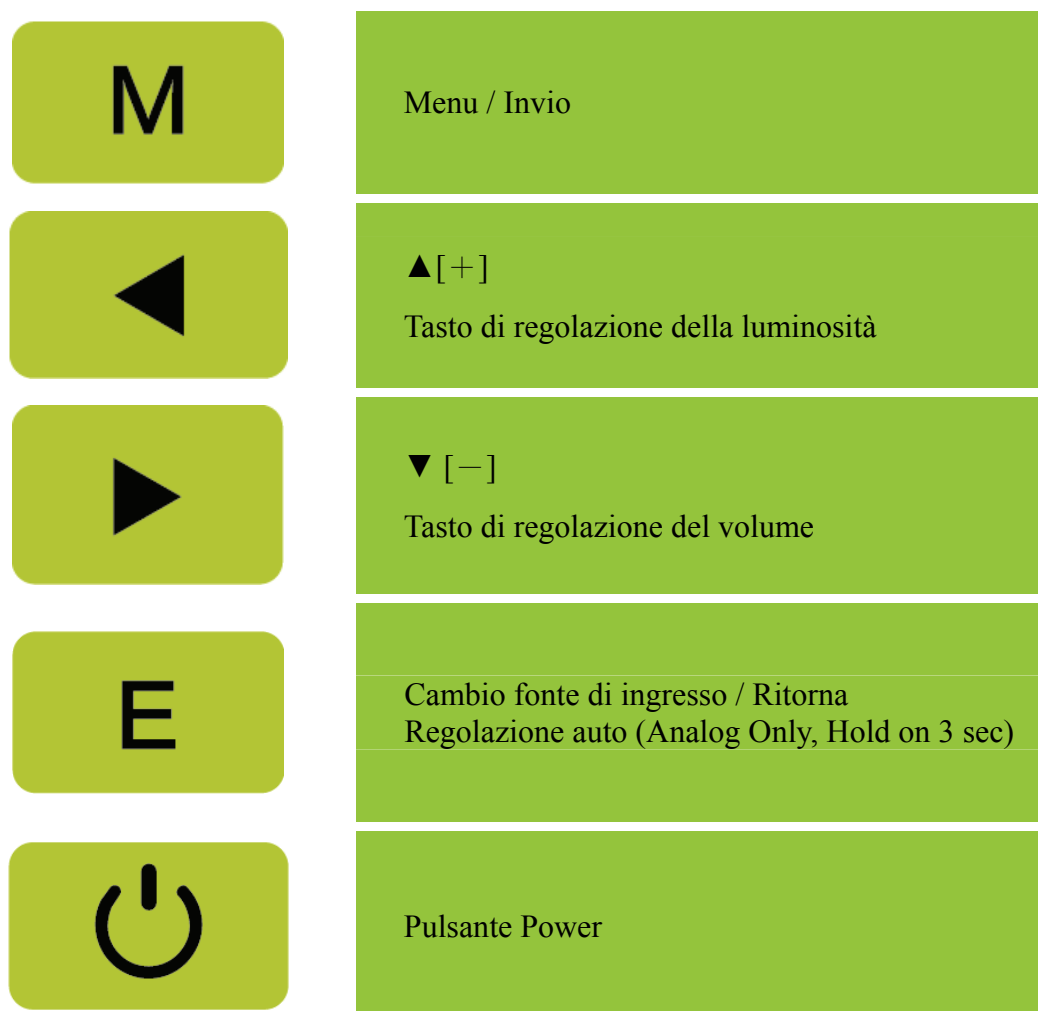 M
Menu / Invio
▲[+]
Tasto di regolazione della luminosità
▼ [−]
Tasto di regolazione del volume
E
Cambio fonte di ingresso / Ritorna
Regolazione auto (Analog Only, Hold on 3 sec)
Pulsante Power